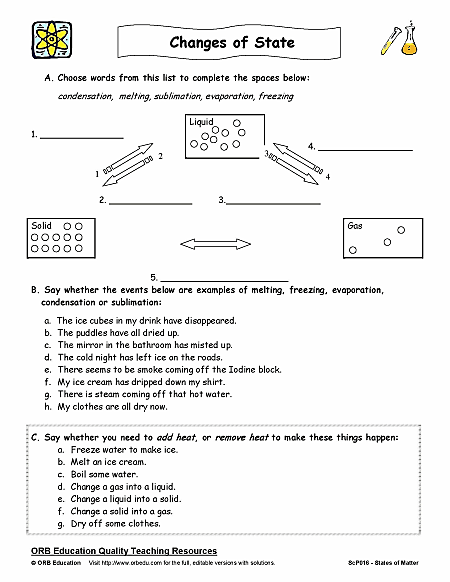 Changes of State
A. Choose words from this list to complete the spaces below:
condensation, melting, sublimation, evaporation, freezing
Liquid
1. ____________
4. ____________
1
2
3
4
2. ____________
3. ____________
Solid
Gas
5. ____________
B. Say whether the events below are examples of melting, freezing, evaporation,
condensation or sublimation:
a. The ice cubes in my drink have disappeared.
b. The puddles have all dried up.
c. The mirror in the bathroom has misted up.
d. The cold night has left ice on the roads.
e. There seems to be smoke coming off the Iodine block.
f. My ice cream has dripped down my shirt.
g. There is steam coming off that hot water.
h. My clothes are all dry now.
C. Say whether you need to add heat, or remove heat to make these things happen:
a. Freeze water to make ice.
b. Melt an ice cream.
c. Boil some water.
d. Change a gas into a liquid.
e. Change a liquid into a solid.
f. Change a solid into a gas.
g. Dry off some clothes.
ORB Education Quality Teaching Resources
© ORB Education Visit http://www.orbedu.com for the full, editable versions with solutions. ScP016 - States of Matter